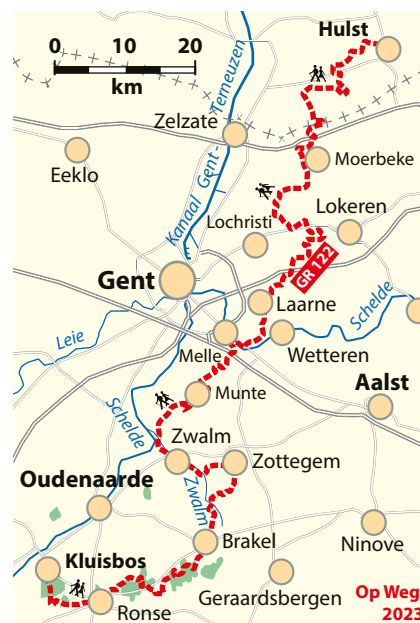 Hulst
0 10 20
km
Zelzate
Kanaal Gent - Terneuzen
Eeklo
Moerbeke
Lochristi
Lokeren
GR 122
Gent
Laarne
Schelde
Leie
Melle
Wetteren
Aalst
Munte
Schelde
Zwalm
Zottegem
Oudenaarde
Zwalm
Brakel
Ninove
Kluisbos
Geraardsbergen
Ronse
Op Weg
2023